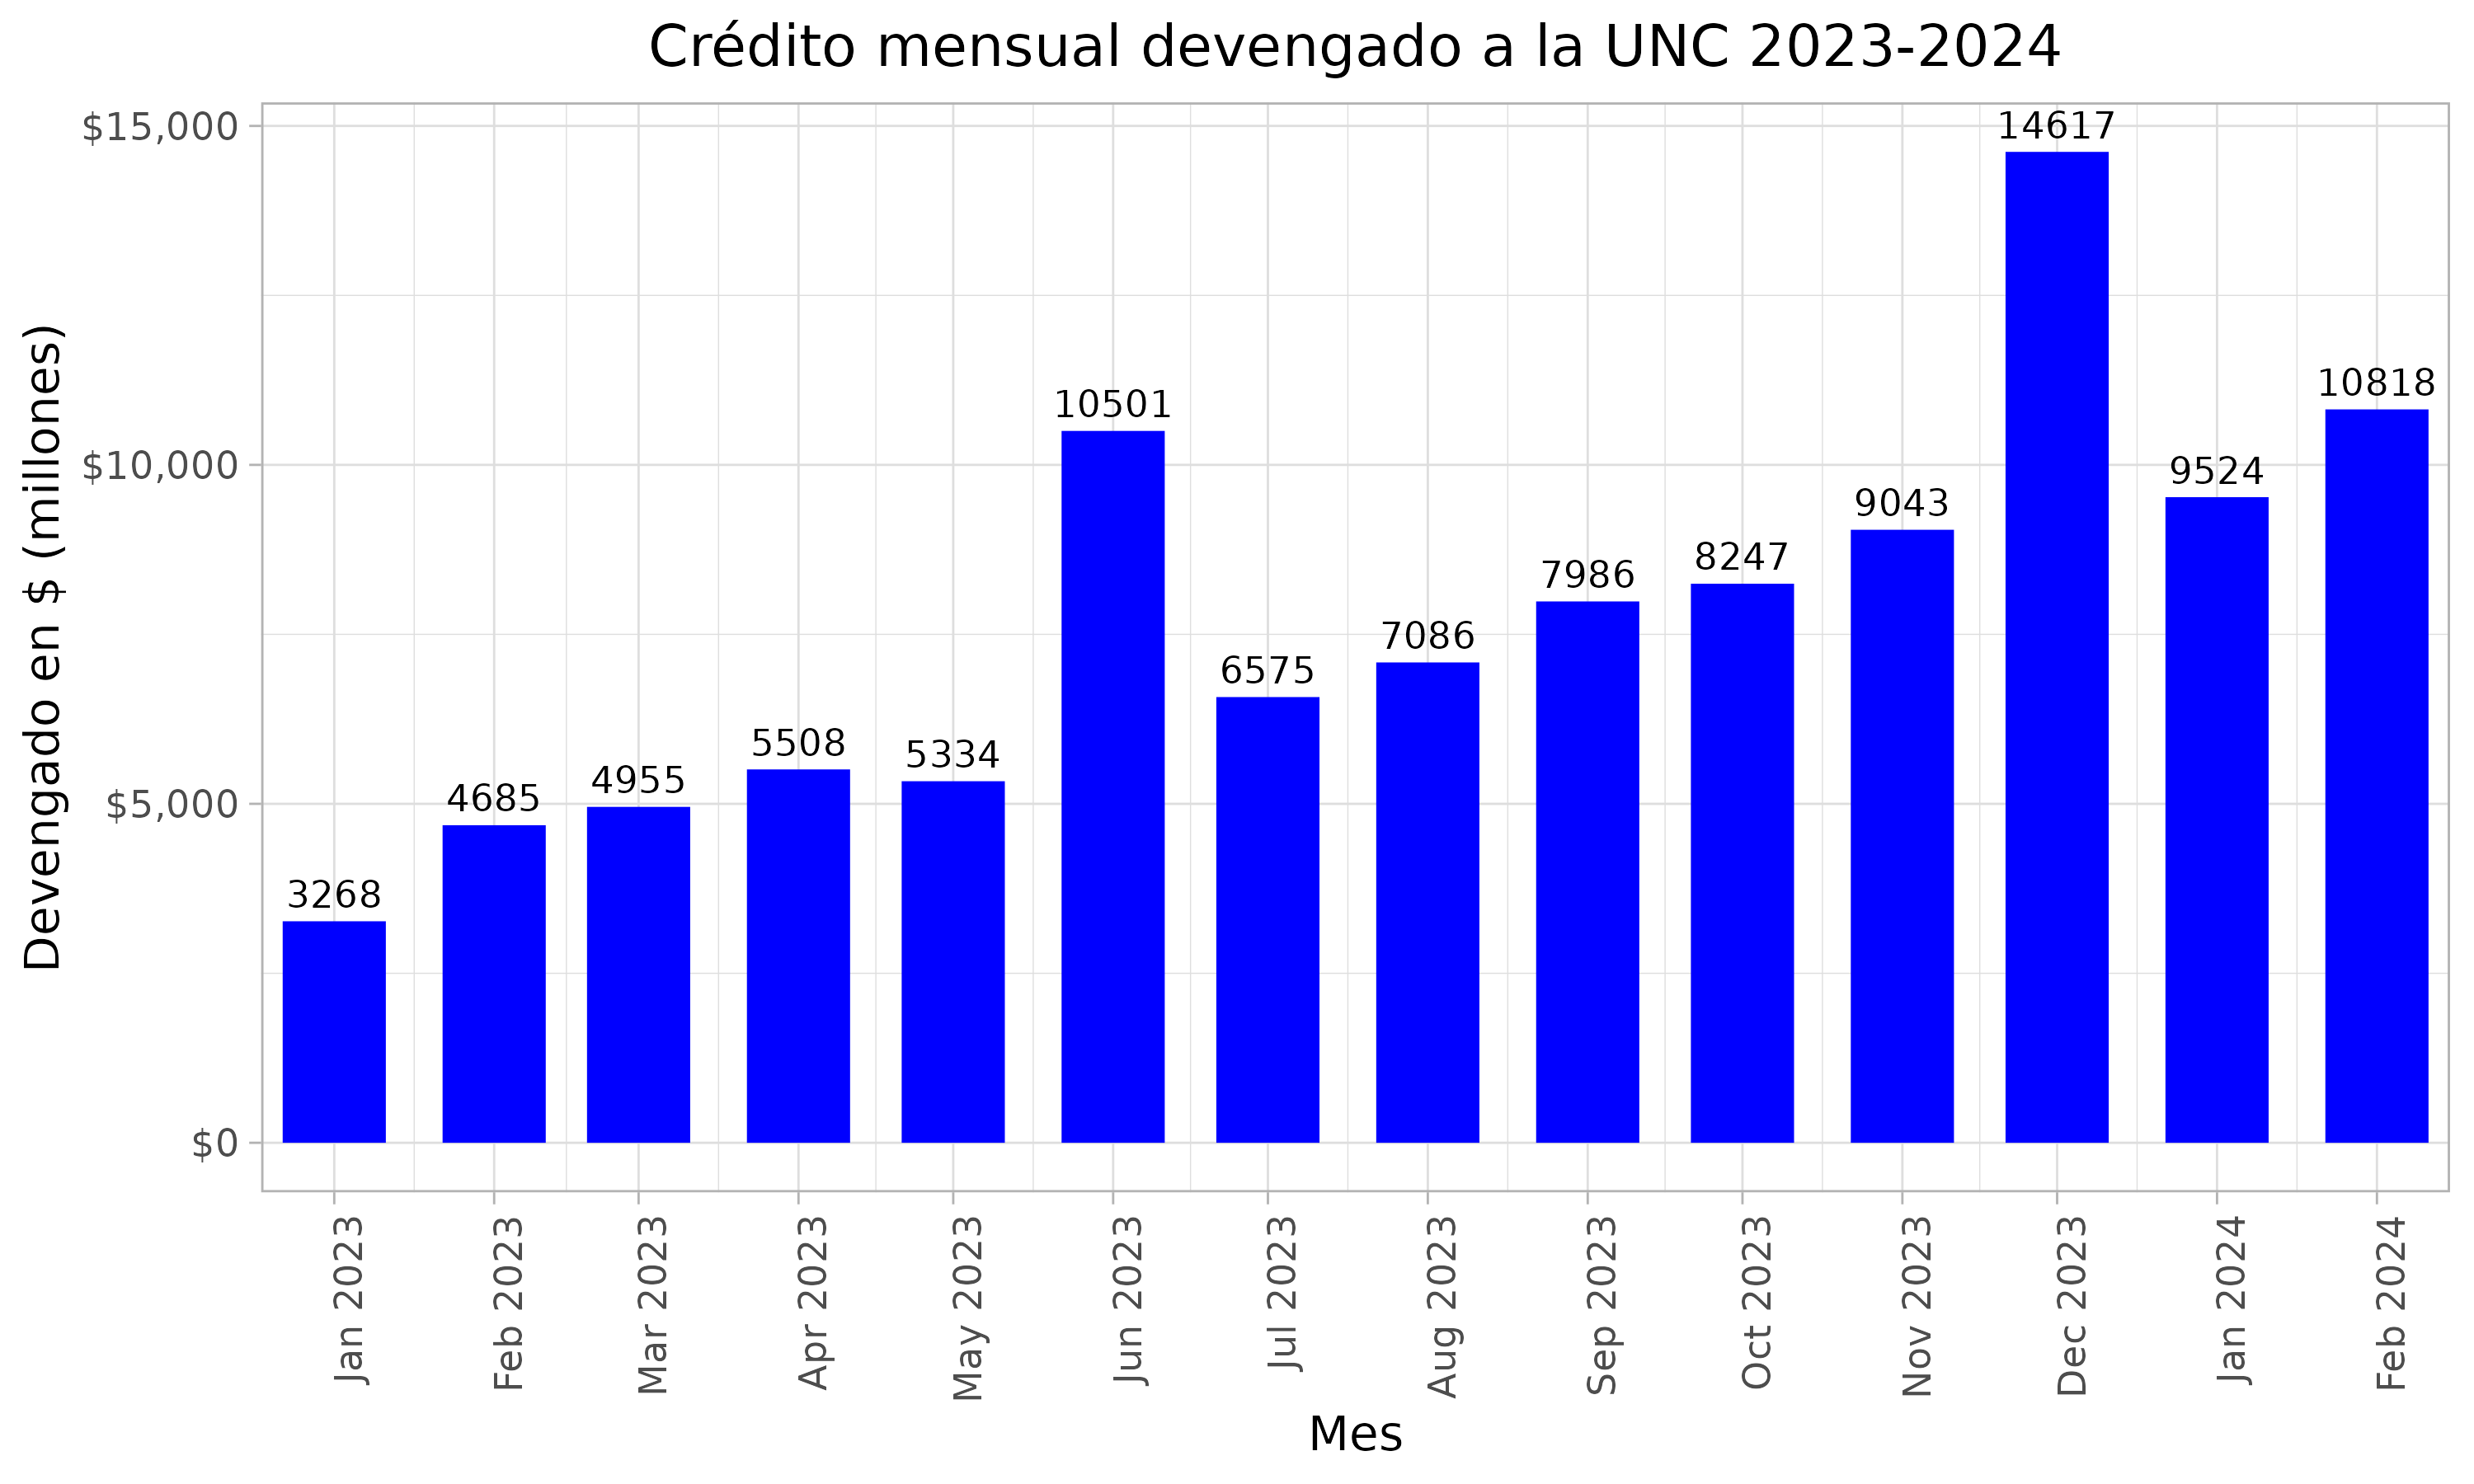 Crédito mensual devengado a la UNC 2023-2024
Devengado en $ (millones)
$15,000
$10,000
$5,000
$0
3268
4685
4955
5508
5334
10501
6575
7086
7986
8247
9043
14617
9524
10818
Jan 2023
Feb 2023
Mar 2023
Apr 2023
May 2023
Jun 2023
Jul 2023
Aug 2023
Sep 2023
Oct 2023
Nov 2023
Dec 2023
Jan 2024
Feb 2024
Mes